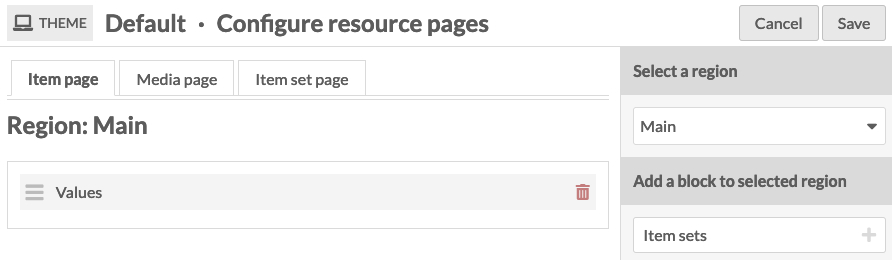 THEME Default · Configure resource pages Cancel Save
Item page Media page Item set page
Region: Main
Values
Select a region
Main
Add a block to selected region
Item sets